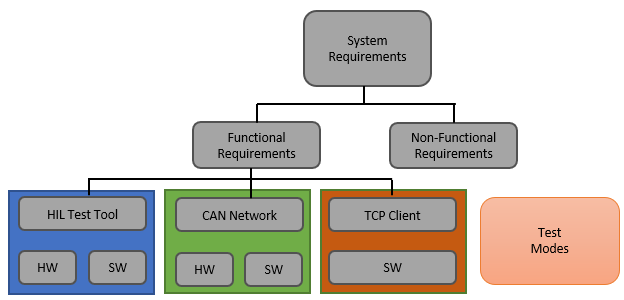 System
Requirements
Functional
Requirements
Non-Functional
Requirements
HIL Test Tool
CAN Network
TCP Client
HW
SW
HW
SW
SW
Test
Modes